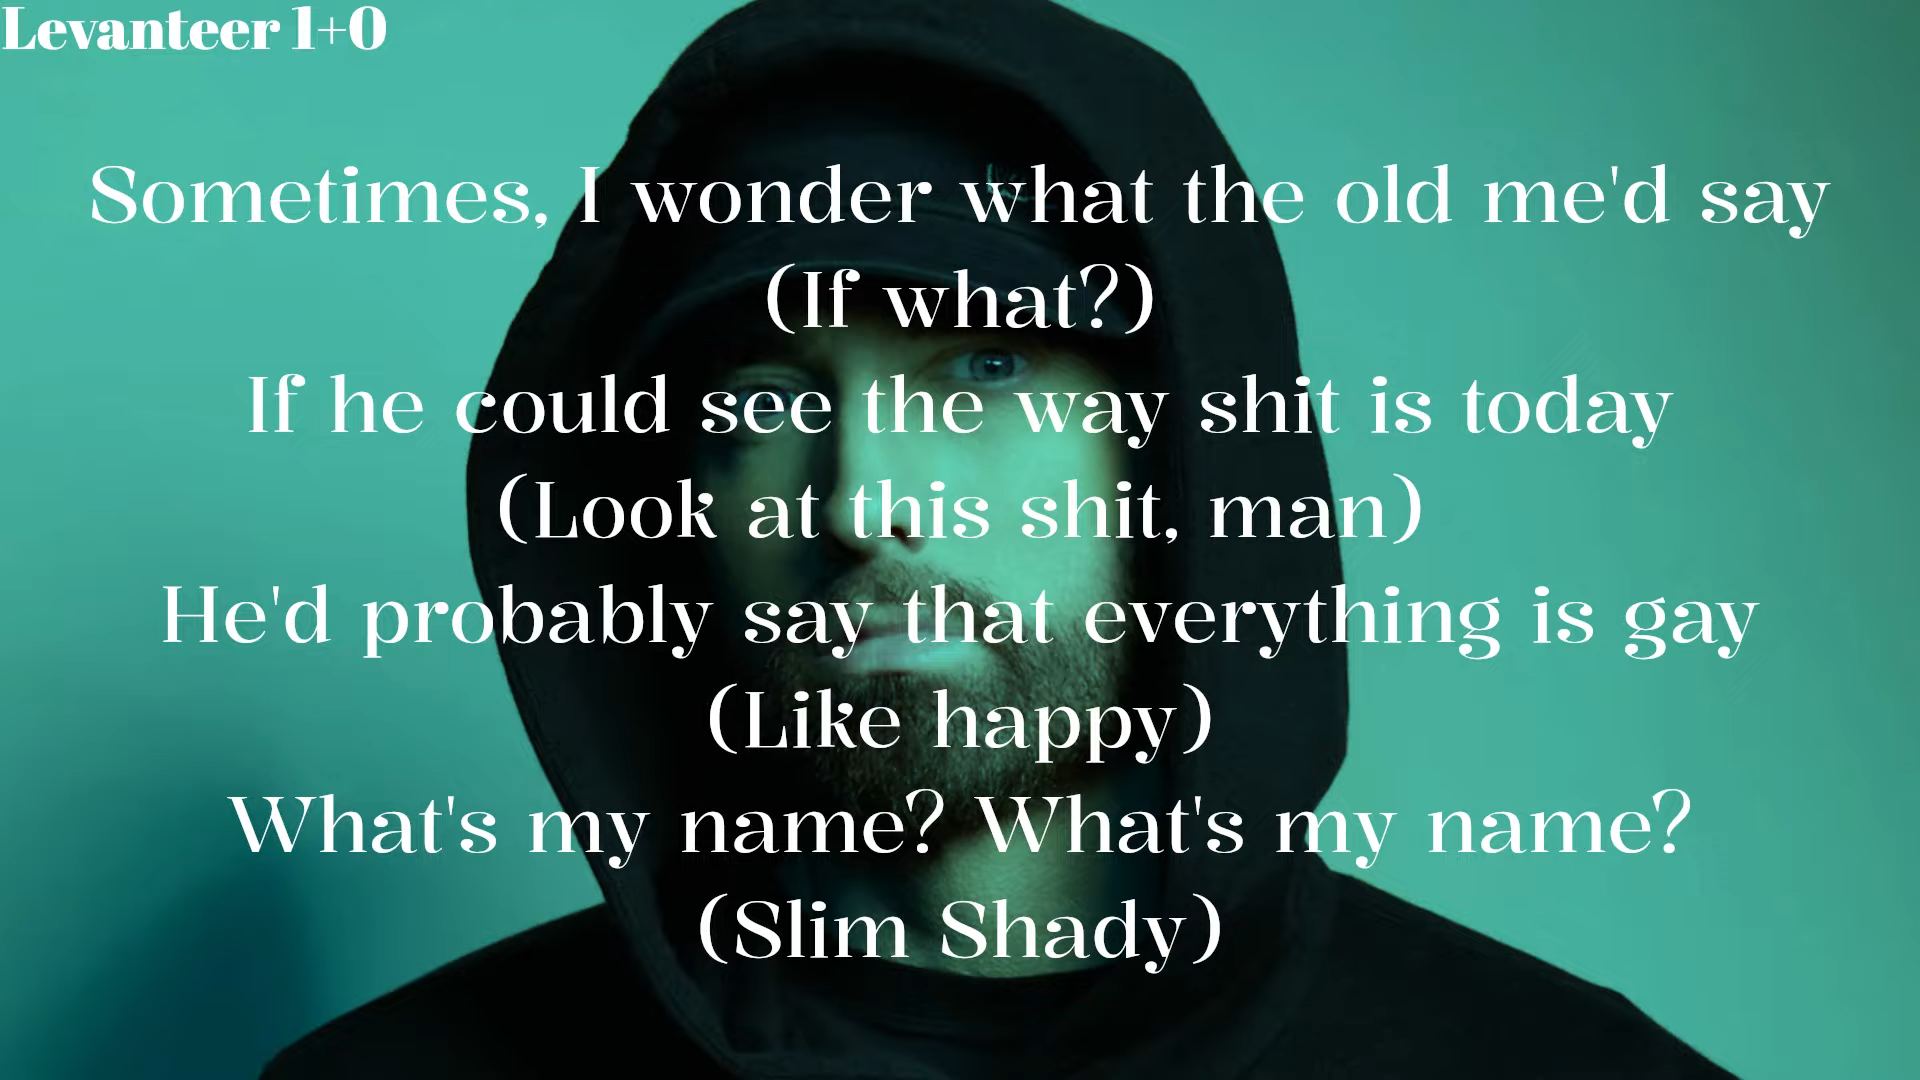 Levanteer 1+0
Sometimes, I wonder what the old me'd say
(If what?)
If he could see the way shit is today
(Look at this shit, man)
He'd probably say that everything is gay
(Like happy)
What's my name? What's my name?
(Slim Shady)